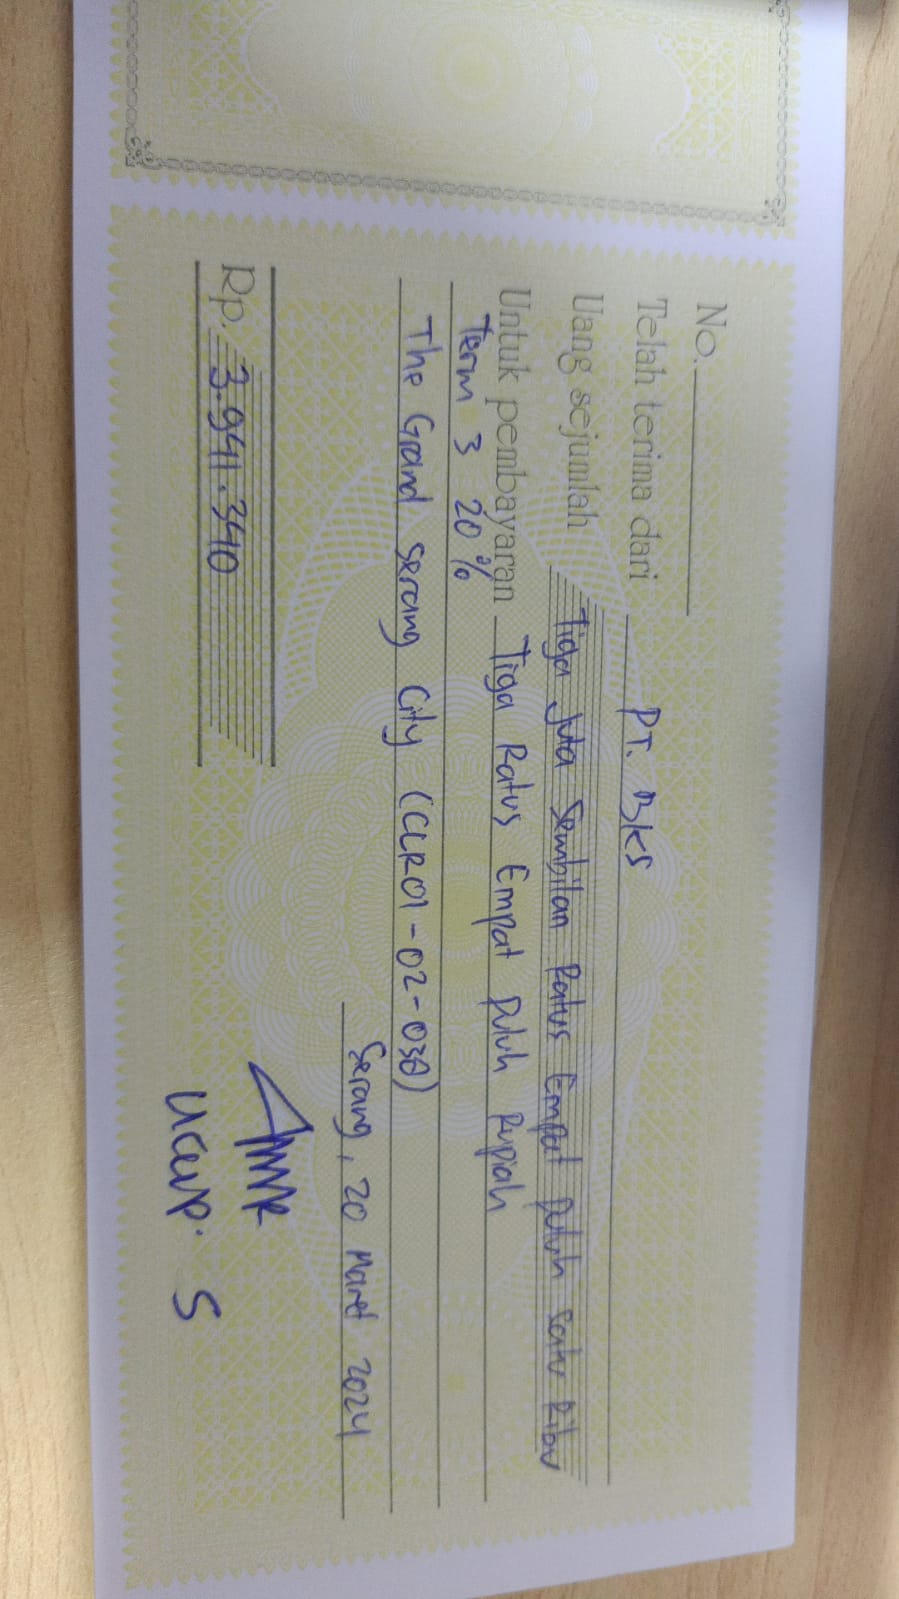 No.
Telah terima dari PT. BKS
Uang sejumlah Tiga Juta Sembilan Ratus Empat Puluh Satu Ribu
Untuk pembayaran Tiga Ratus Empat Puluh Rupiah
Term 3 20%
The Grand Serang City (CLR01-02-038)
Serang, 20 Maret 2024
Rp. 3.941.340
Ucup. S